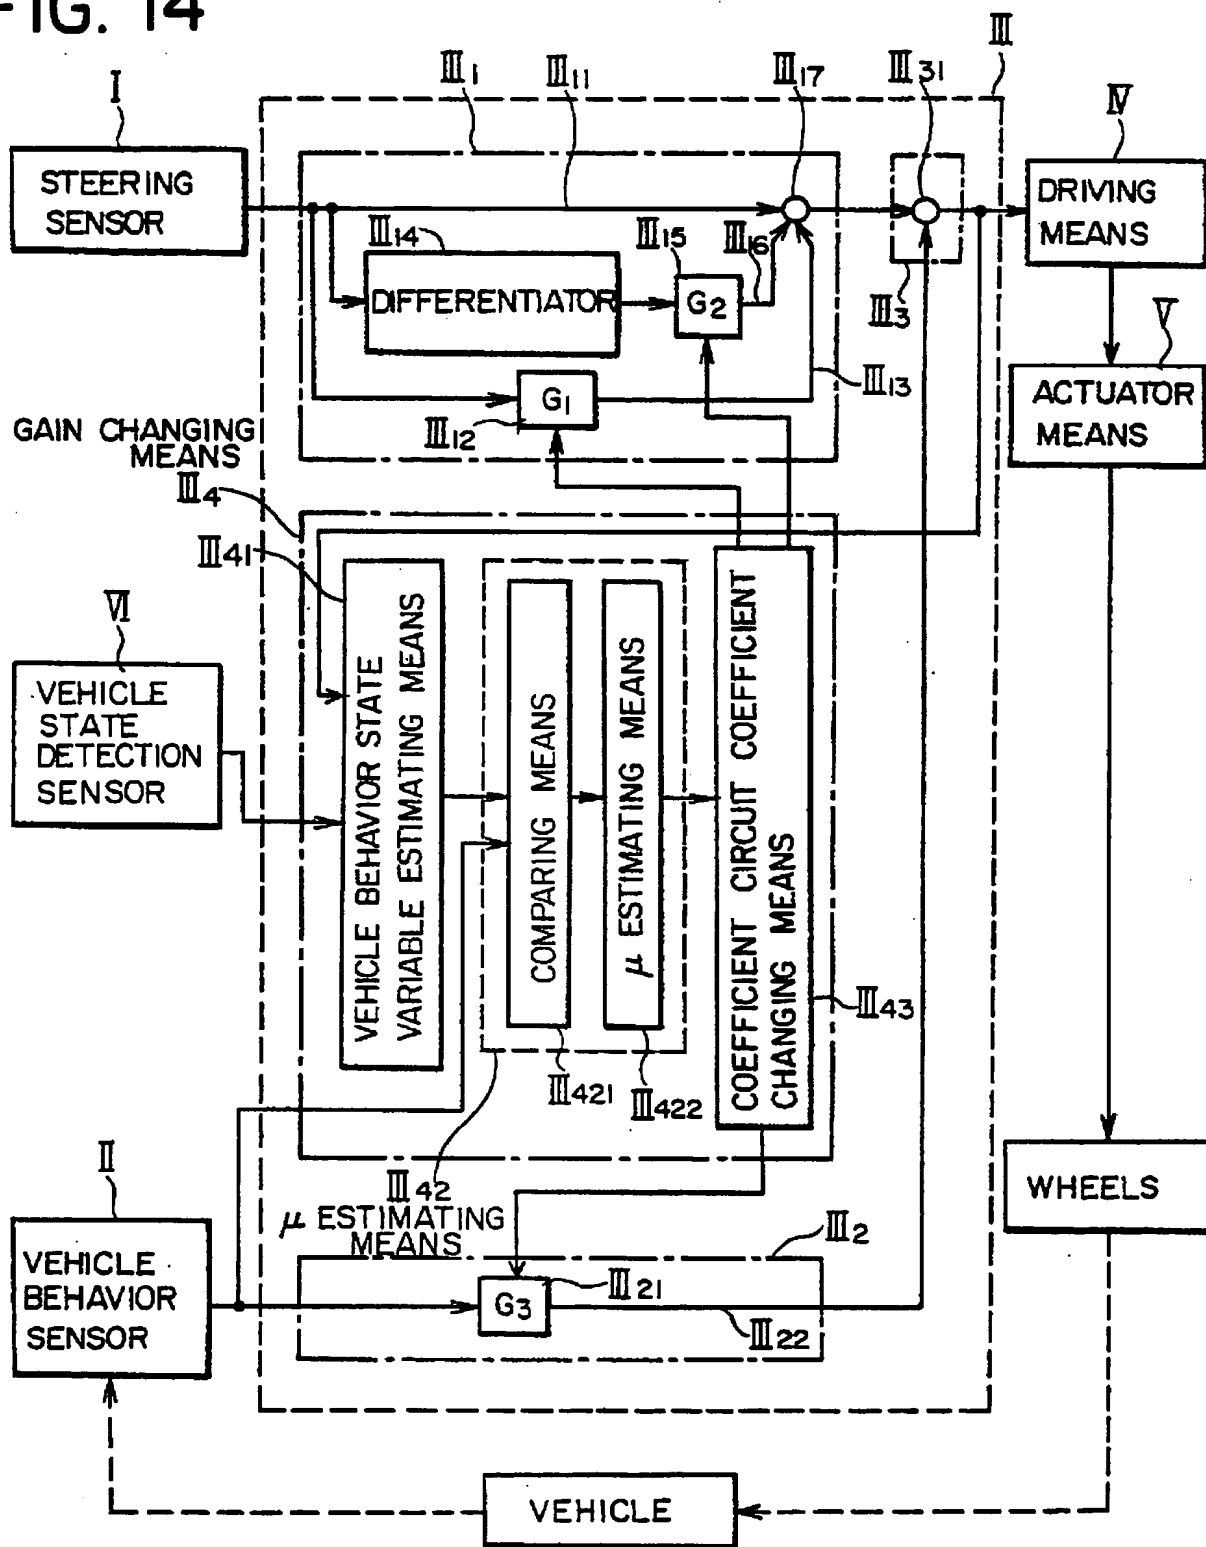 FIG. 14
I
III1
III11
III17
III31
III
IV
STEERING
SENSOR
DRIVING
MEANS
III14
III15
III16
DIFFERENTIATOR
G2
III3
V
G1
III12
III13
ACTUATOR
MEANS
GAIN CHANGING
MEANS
III4
III41
VI
VEHICLE
STATE
DETECTION
SENSOR
VEHICLE BEHAVIOR STATE
VARIABLE ESTIMATING MEANS
COMPARING MEANS
μ ESTIMATING MEANS
COEFFICIENT CIRCUIT COEFFICIENT
CHANGING MEANS
III43
III421
III422
II
III42
μ ESTIMATING
MEANS
WHEELS
III2
VEHICLE
BEHAVIOR
SENSOR
G3
III21
III22
VEHICLE